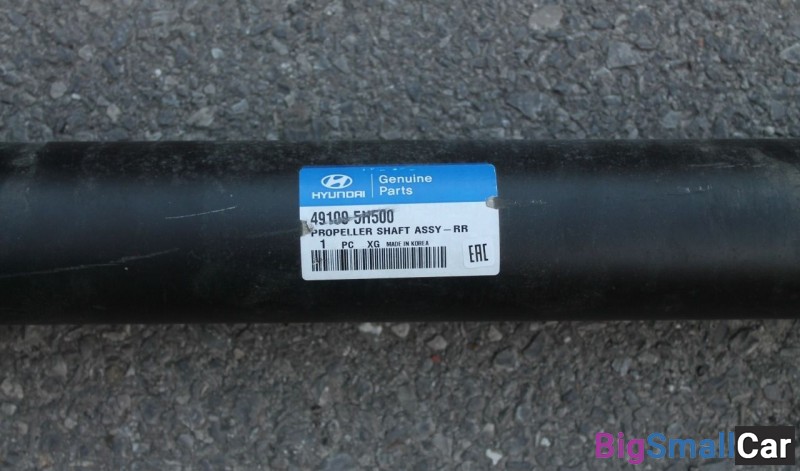 HYUNDAI
Genuine
Parts
49100 5H500
PROPELLER SHAFT ASSY-RR
1 PC XG MADE IN KOREA
EAC
BigSmallCar